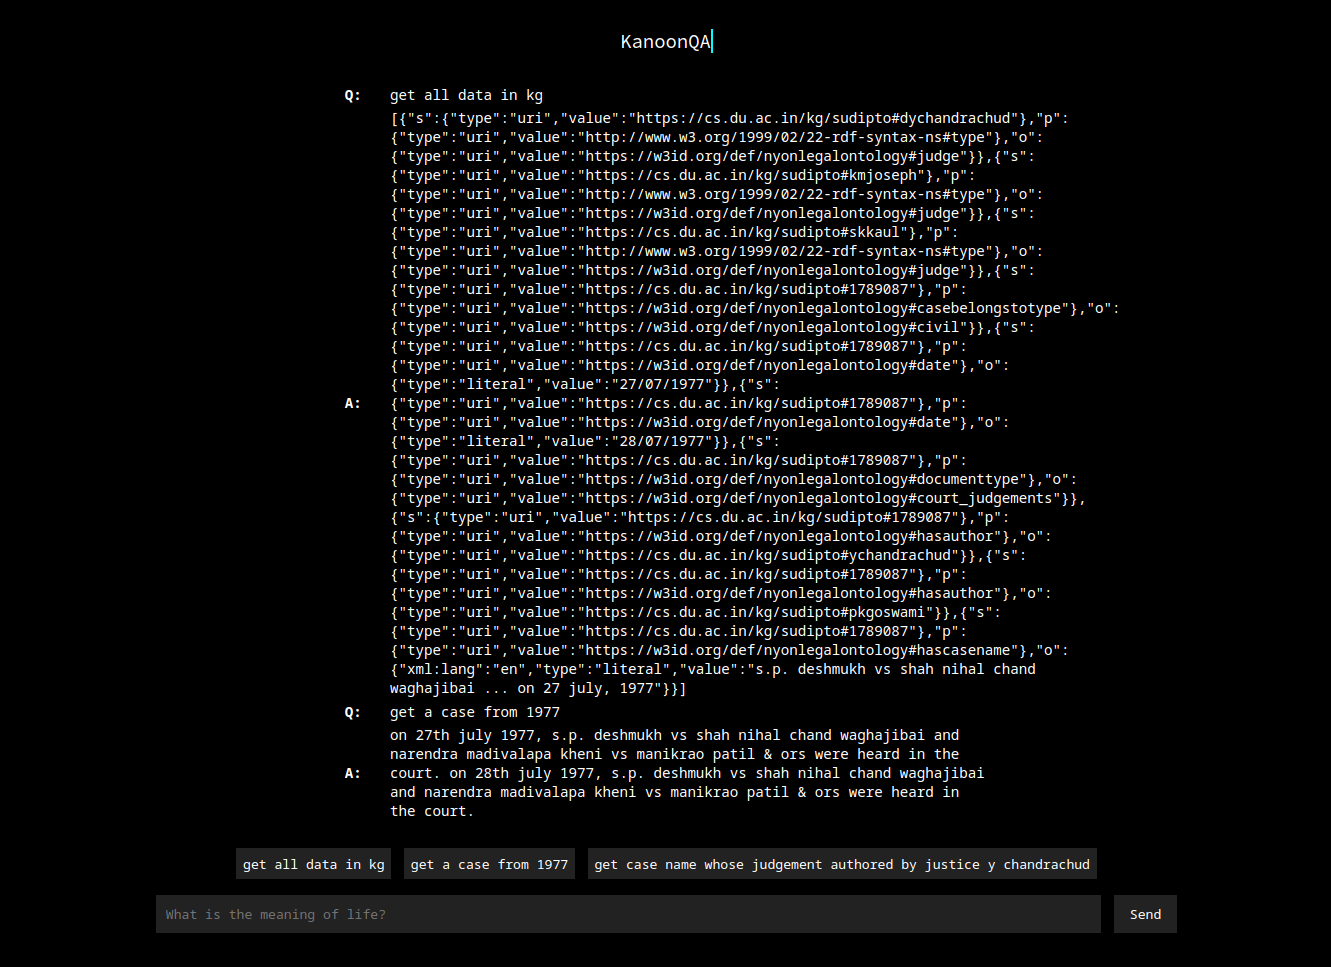 KanoonQA
Q: get all data in kg
[{"s":{"type":"uri","value":"https://cs.du.ac.in/kg/sudipto#dychandrachud"},"p":
{"type":"uri","value":"http://www.w3.org/1999/02/22-rdf-syntax-ns#type"},"o":
{"type":"uri","value":"https://w3id.org/def/nyonlegalontology#judge"}},{"s":
{"type":"uri","value":"https://cs.du.ac.in/kg/sudipto#kmjoseph"},"p":
{"type":"uri","value":"http://www.w3.org/1999/02/22-rdf-syntax-ns#type"},"o":
{"type":"uri","value":"https://w3id.org/def/nyonlegalontology#judge"}},{"s":
{"type":"uri","value":"https://cs.du.ac.in/kg/sudipto#skkaul"},"p":
{"type":"uri","value":"http://www.w3.org/1999/02/22-rdf-syntax-ns#type"},"o":
{"type":"uri","value":"https://w3id.org/def/nyonlegalontology#judge"}},{"s":
{"type":"uri","value":"https://cs.du.ac.in/kg/sudipto#1789087"},"p":
{"type":"uri","value":"https://w3id.org/def/nyonlegalontology#casebelongstotype"},"o":
{"type":"uri","value":"https://w3id.org/def/nyonlegalontology#civil"}},{"s":
{"type":"uri","value":"https://cs.du.ac.in/kg/sudipto#1789087"},"p":
{"type":"uri","value":"https://w3id.org/def/nyonlegalontology#date"},"o":
{"type":"literal","value":"27/07/1977"}},{"s":
A: {"type":"uri","value":"https://cs.du.ac.in/kg/sudipto#1789087"},"p":
{"type":"uri","value":"https://w3id.org/def/nyonlegalontology#date"},"o":
{"type":"literal","value":"28/07/1977"}},{"s":
{"type":"uri","value":"https://cs.du.ac.in/kg/sudipto#1789087"},"p":
{"type":"uri","value":"https://w3id.org/def/nyonlegalontology#documenttype"},"o":
{"type":"uri","value":"https://w3id.org/def/nyonlegalontology#court_judgements"}},
{"s":{"type":"uri","value":"https://cs.du.ac.in/kg/sudipto#1789087"},"p":
{"type":"uri","value":"https://w3id.org/def/nyonlegalontology#hasauthor"},"o":
{"type":"uri","value":"https://cs.du.ac.in/kg/sudipto#ychandrachud"}},{"s":
{"type":"uri","value":"https://cs.du.ac.in/kg/sudipto#1789087"},"p":
{"type":"uri","value":"https://w3id.org/def/nyonlegalontology#hasauthor"},"o":
{"type":"uri","value":"https://cs.du.ac.in/kg/sudipto#pkgoswami"}},{"s":
{"type":"uri","value":"https://cs.du.ac.in/kg/sudipto#1789087"},"p":
{"type":"uri","value":"https://w3id.org/def/nyonlegalontology#hascasename"},"o":
{"xml:lang":"en","type":"literal","value":"s.p. deshmukh vs shah nihal chand
waghajibai ... on 27 july, 1977"}}]
Q: get a case from 1977
on 27th july 1977, s.p. deshmukh vs shah nihal chand waghajibai and
narendra madivalapa kheni vs manikrao patil & ors were heard in the
A: court. on 28th july 1977, s.p. deshmukh vs shah nihal chand waghajibai
and narendra madivalapa kheni vs manikrao patil & ors were heard in
the court.
get all data in kg get a case from 1977 get case name whose judgement authored by justice y chandrachud
What is the meaning of life? Send